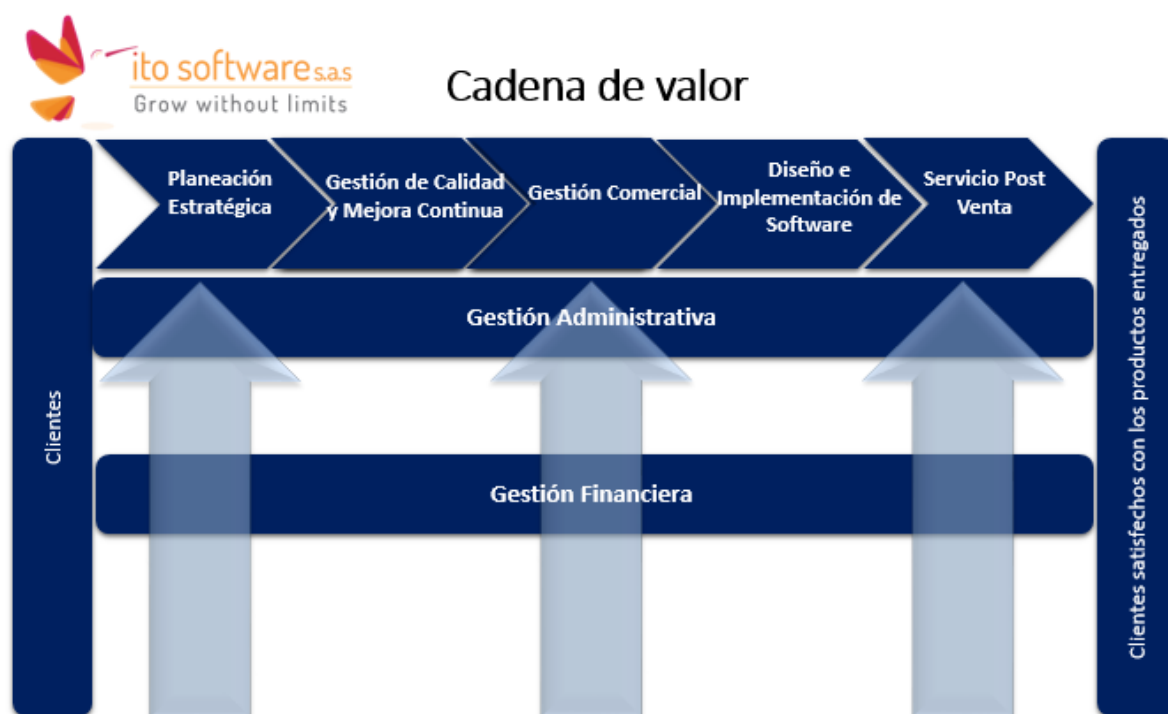 ito software s.a.s
Grow without limits
Cadena de valor
Clientes
Planeación
Estratégica
Gestión de Calidad
y Mejora Continua
Gestión Comercial
Diseño e
Implementación de
Software
Servicio Post
Venta
Gestión Administrativa
Gestión Financiera
Clientes satisfechos con los productos entregados